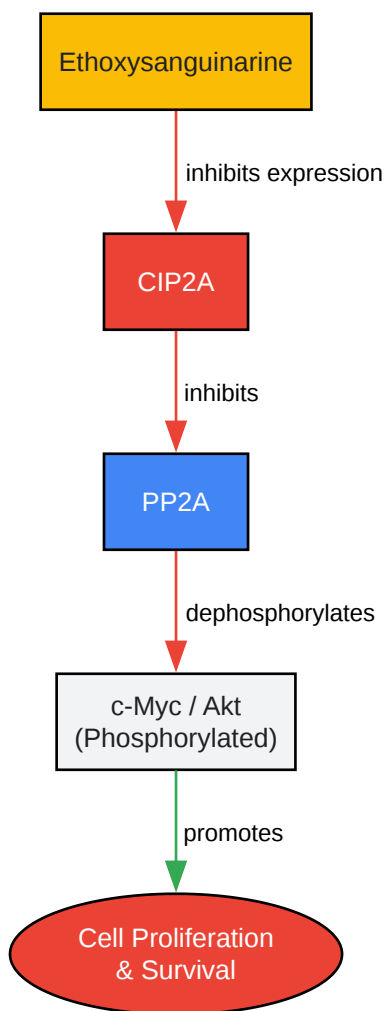 Ethoxysanguinarine
inhibits expression
CIP2A
inhibits
PP2A
dephosphorylates
c-Myc / Akt
(Phosphorylated)
promotes
Cell Proliferation
& Survival